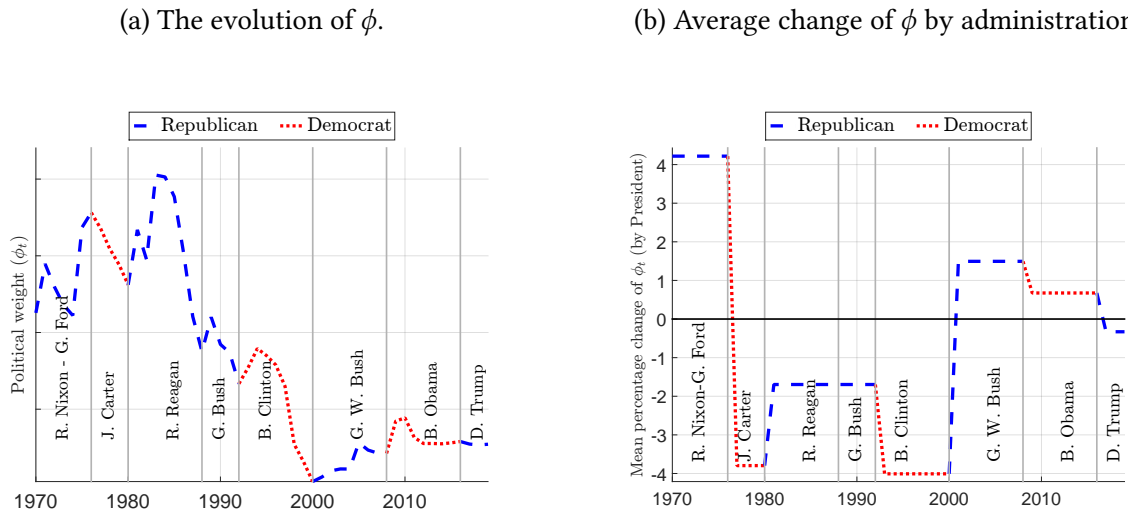 (a) The evolution of ϕ.
Republican Democrat
Political weight (ϕt)
R. Nixon - G. Ford
J. Carter
R. Reagan
G. Bush
B. Clinton
G. W. Bush
B. Obama
D. Trump
1970 1980 1990 2000 2010
(b) Average change of ϕ by administration
Republican Democrat
Mean percentage change of ϕt (by President)
4
3
2
1
0
-1
-2
-3
-4
R. Nixon-G. Ford
J. Carter
R. Reagan
G. Bush
B. Clinton
G. W. Bush
B. Obama
D. Trump
1970 1980 1990 2000 2010